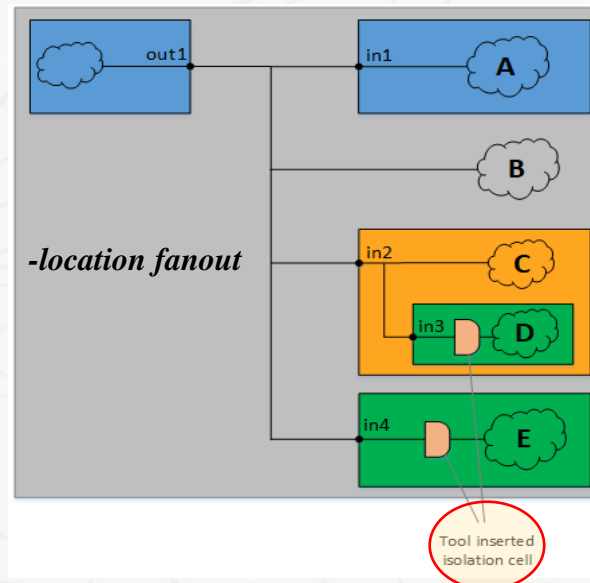 out1
in1
A
B
-location fanout
in2
C
in3
D
in4
E
Tool inserted
isolation cell